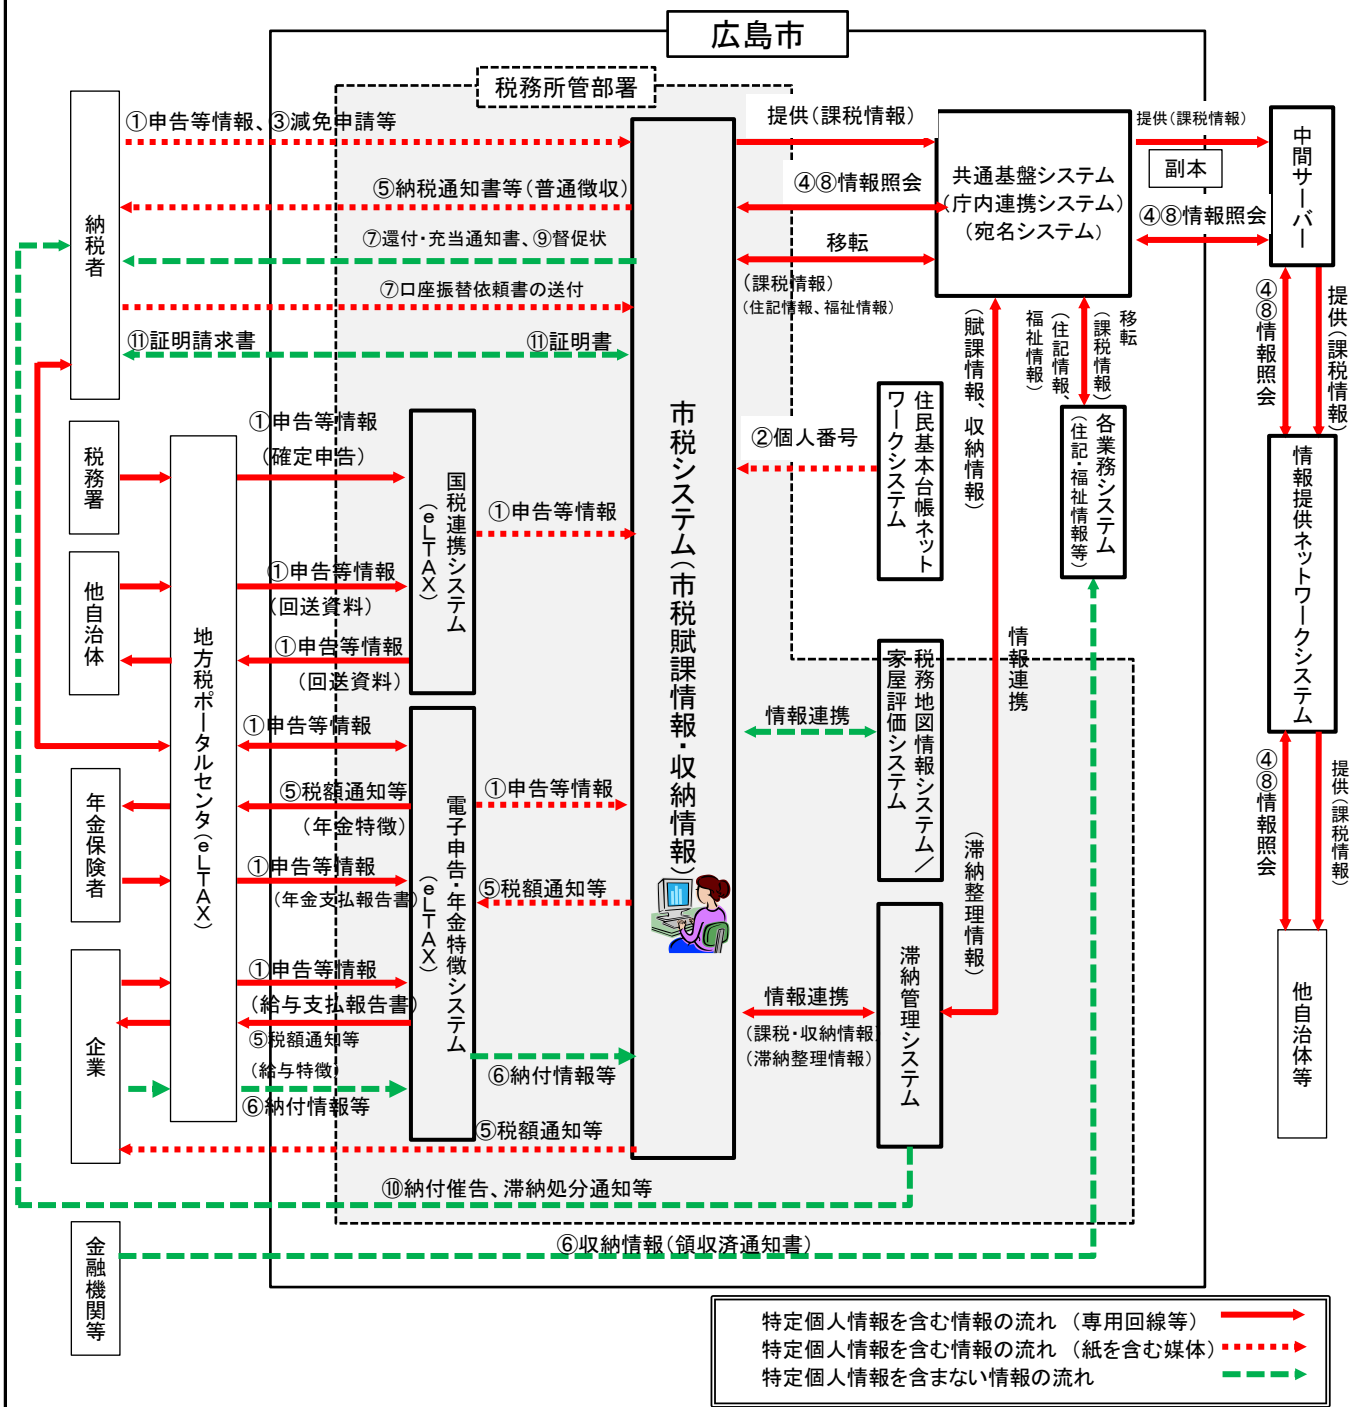 広島市
税務所管部署
納税者
①申告等情報、③減免申請等
⑤納税通知書等（普通徴収）
⑦還付・充当通知書、⑨督促状
⑦口座振替依頼書の送付
⑪証明請求書
⑪証明書
提供（課税情報）
④⑧情報照会
移転
（課税情報）
（住記情報、福祉情報）
共通基盤システム
（庁内連携システム）
（宛名システム）
提供（課税情報）
副本
④⑧情報照会
中間サーバー
④⑧情報照会
提供（課税情報）
税務署
他自治体
年金保険者
企業
金融機関等
地方税ポータルセンタ（eLTAX）
①申告等情報
（確定申告）
①申告等情報
（回送資料）
①申告等情報
（回送資料）
①申告等情報
⑤税額通知等
（年金特徴）
①申告等情報
（年金支払報告書）
①申告等情報
（給与支払報告書）
⑤税額通知等
（給与特徴）
⑥納付情報等
国税連携システム
（eLTAX）
電子申告・年金特徴システム
（eLTAX）
①申告等情報
①申告等情報
⑤税額通知等
⑥納付情報等
⑤税額通知等
市税システム（市税賦課情報・収納情報）
②個人番号
住民基本台帳ネット
ワークシステム
（賦課情報、収納情報）
情報連携
（滞納整理情報）
移転
（課税情報）
（住記情報、
福祉情報）
各業務システム
（住記・福祉情報等）
情報連携
税務地図情報システム／
家屋評価システム
情報連携
（課税・収納情報）
（滞納整理情報）
滞納管理システム
情報提供ネットワークシステム
④⑧情報照会
提供（課税情報）
他自治体等
⑩納付催告、滞納処分通知等
⑥収納情報（領収済通知書）
特定個人情報を含む情報の流れ （専用回線等）
特定個人情報を含む情報の流れ （紙を含む媒体）
特定個人情報を含まない情報の流れ